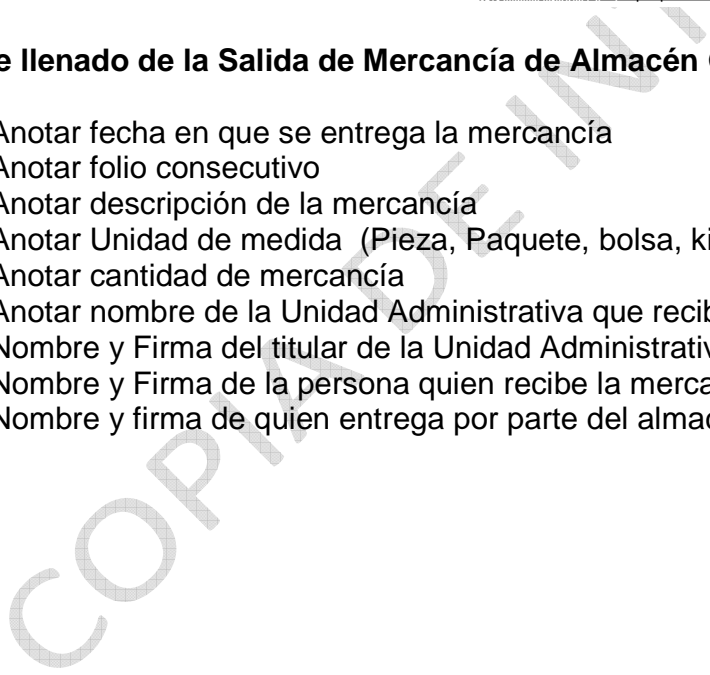 e llenado de la Salida de Mercancía de Almacén
Anotar fecha en que se entrega la mercancía
Anotar folio consecutivo
Anotar descripción de la mercancía
Anotar Unidad de medida (Pieza, Paquete, bolsa, ki
Anotar cantidad de mercancía
Anotar nombre de la Unidad Administrativa que recib
Nombre y Firma del titular de la Unidad Administrativ
Nombre y Firma de la persona quien recibe la merca
Nombre y firma de quien entrega por parte del almac
COPIA DE IN